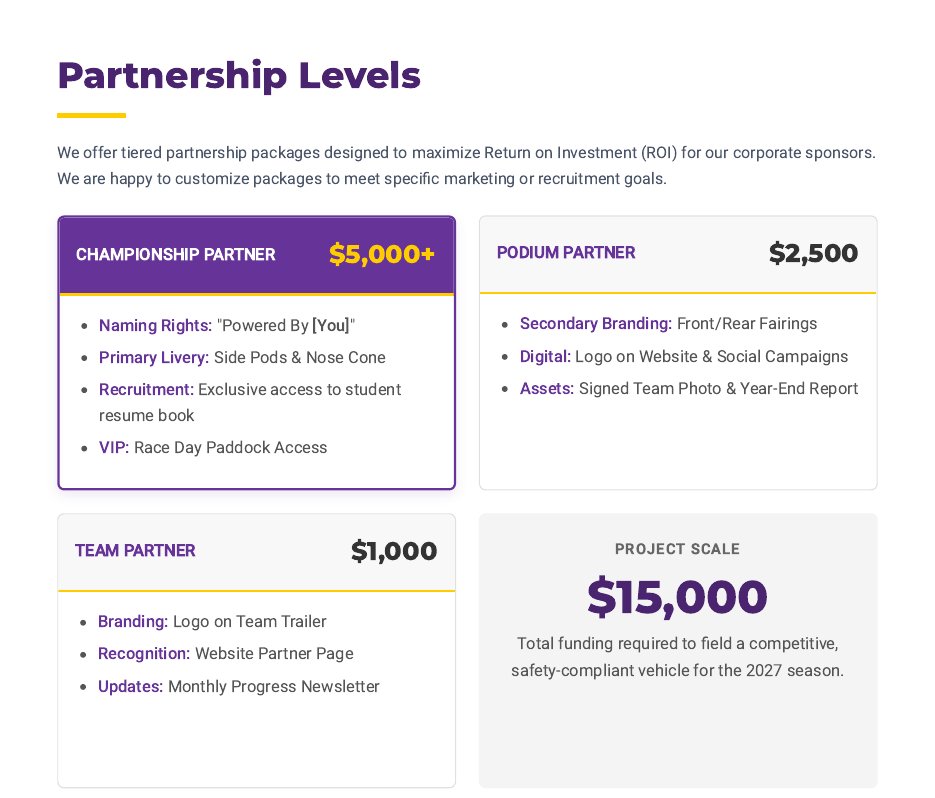 Partnership Levels
We offer tiered partnership packages designed to maximize Return on Investment (ROI) for our corporate sponsors.
We are happy to customize packages to meet specific marketing or recruitment goals.
CHAMPIONSHIP PARTNER $5,000+
• Naming Rights: "Powered By [You]"
• Primary Livery: Side Pods & Nose Cone
• Recruitment: Exclusive access to student
resume book
• VIP: Race Day Paddock Access
PODIUM PARTNER $2,500
• Secondary Branding: Front/Rear Fairings
• Digital: Logo on Website & Social Campaigns
• Assets: Signed Team Photo & Year-End Report
TEAM PARTNER $1,000
• Branding: Logo on Team Trailer
• Recognition: Website Partner Page
• Updates: Monthly Progress Newsletter
PROJECT SCALE
$15,000
Total funding required to field a competitive,
safety-compliant vehicle for the 2027 season.